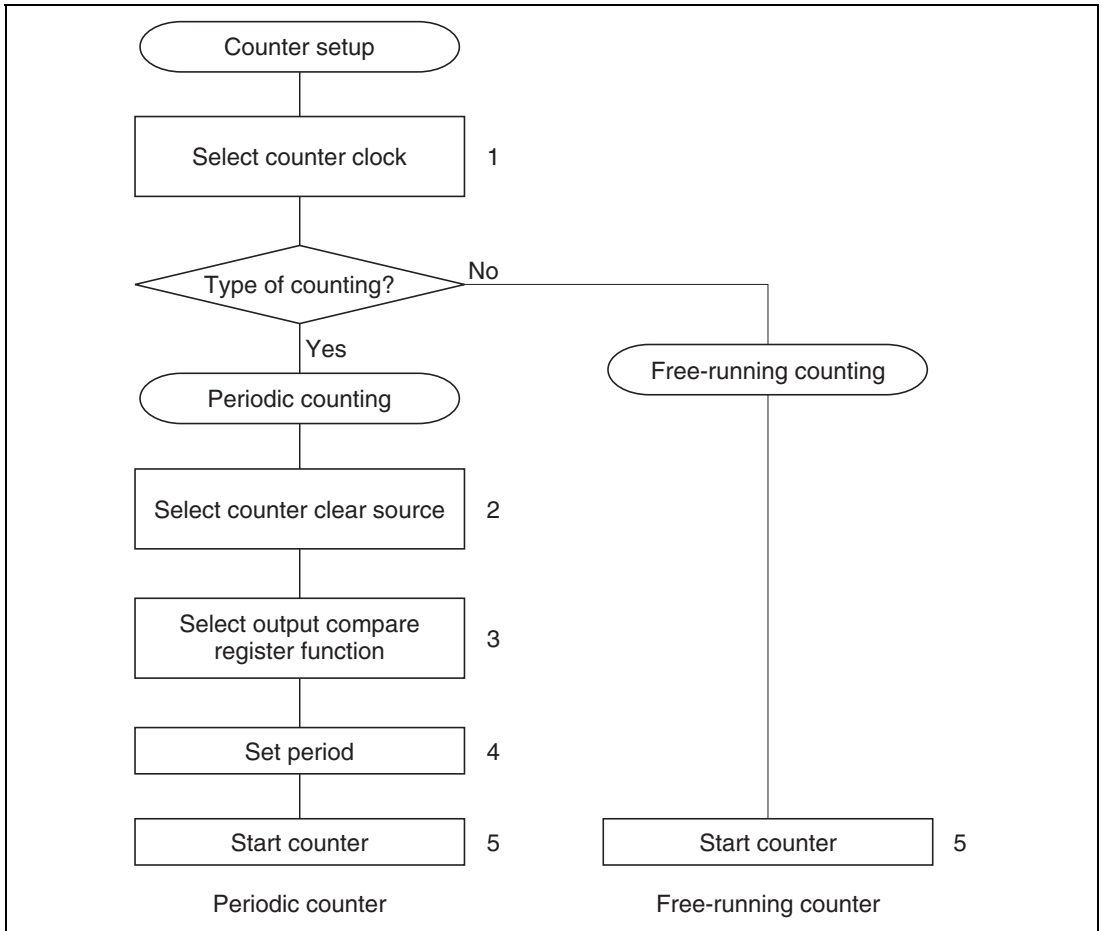 Counter setup
Select counter clock
1
Type of counting?
No
Yes
Free-running counting
Periodic counting
Select counter clear source
2
Select output compare
register function
3
Set period
4
Start counter
5
Start counter
5
Periodic counter
Free-running counter